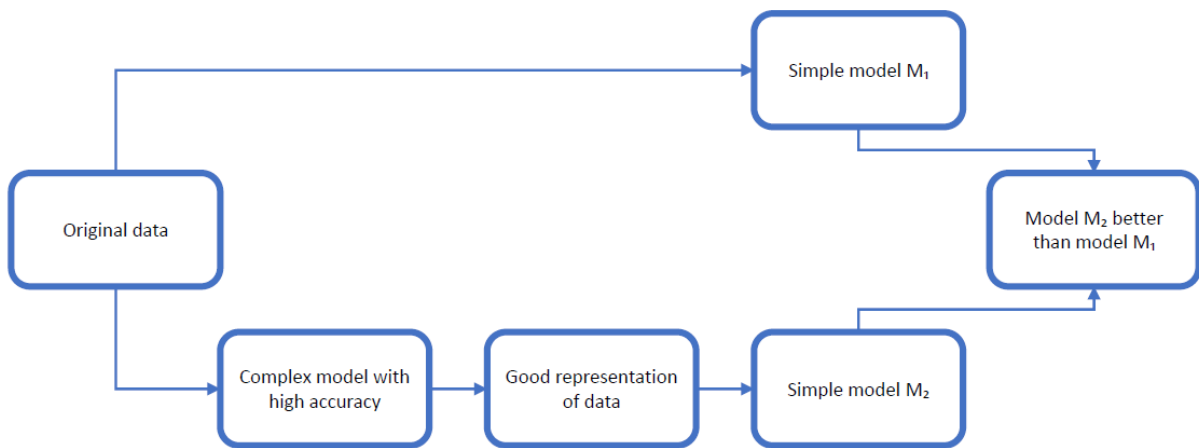 Simple model M₁
Original data
Model M₂ better
than model M₁
Complex model with
high accuracy
Good representation
of data
Simple model M₂